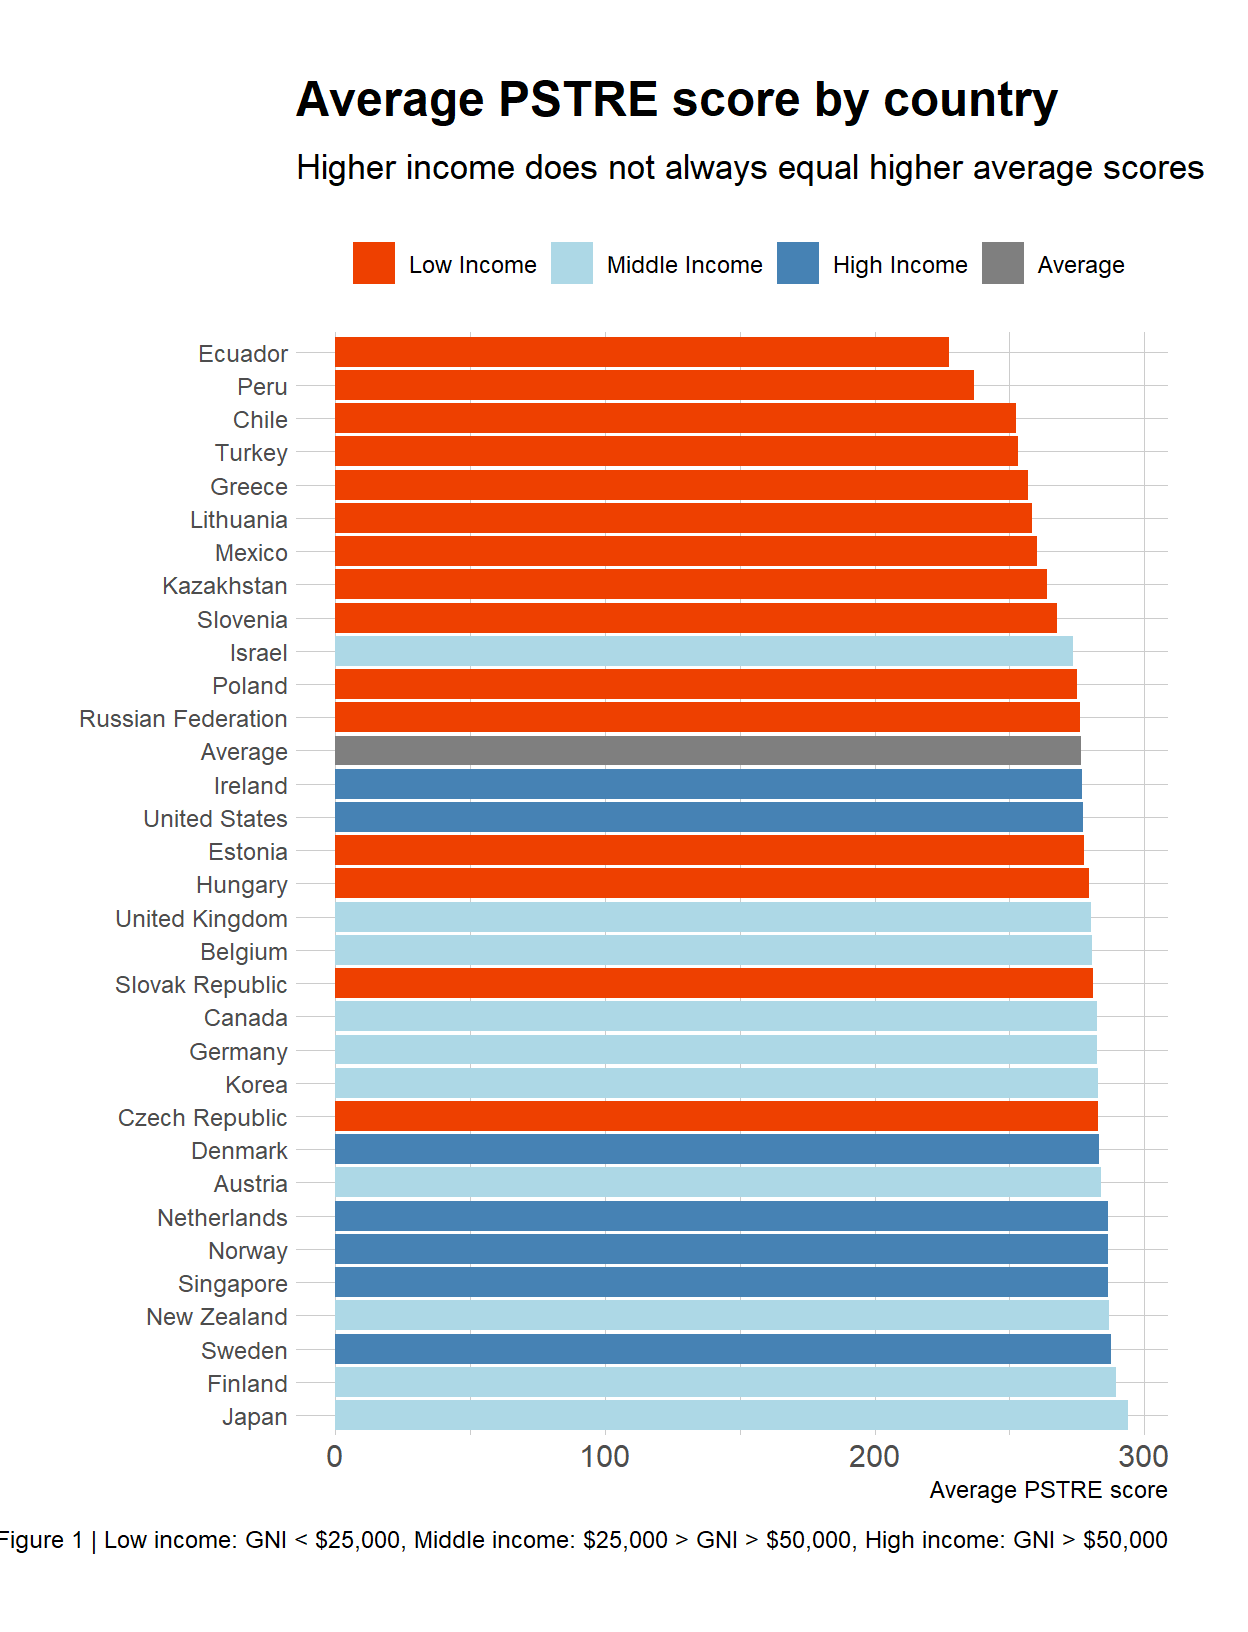 Average PSTRE score by country
Higher income does not always equal higher average scores
Low Income Middle Income High Income Average
Ecuador
Peru
Chile
Turkey
Greece
Lithuania
Mexico
Kazakhstan
Slovenia
Israel
Poland
Russian Federation
Average
Ireland
United States
Estonia
Hungary
United Kingdom
Belgium
Slovak Republic
Canada
Germany
Korea
Czech Republic
Denmark
Austria
Netherlands
Norway
Singapore
New Zealand
Sweden
Finland
Japan
0 100 200 300
Average PSTRE score
Figure 1 | Low income: GNI < $25,000, Middle income: $25,000 > GNI > $50,000, High income: GNI > $50,000